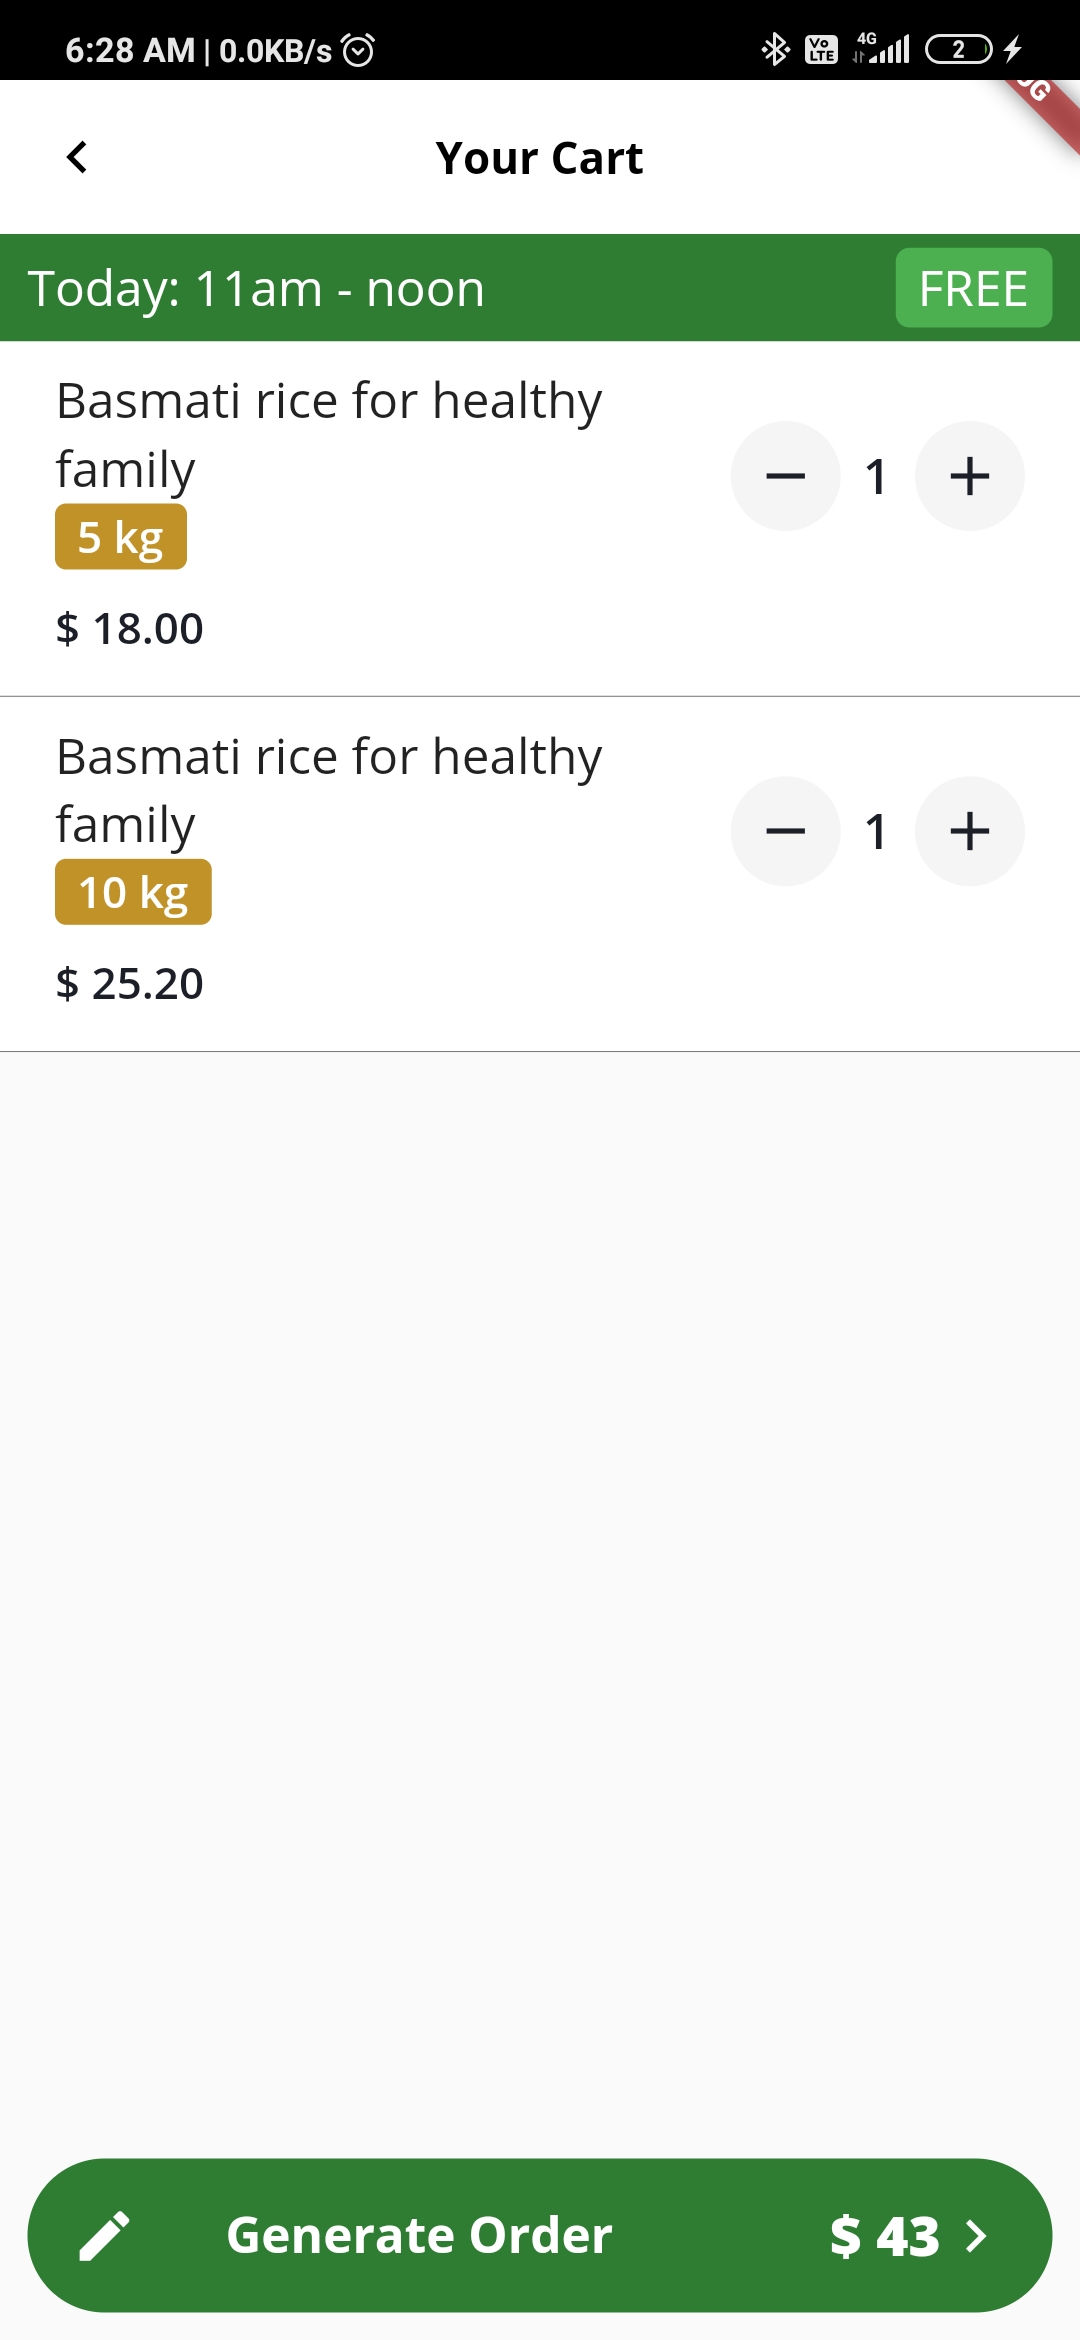 6:28 AM | 0.0KB/s
Vo LTE 4G 2
Your Cart
Today: 11am - noon FREE
Basmati rice for healthy
family
1
5 kg
$ 18.00
Basmati rice for healthy
family
1
10 kg
$ 25.20
Generate Order $ 43